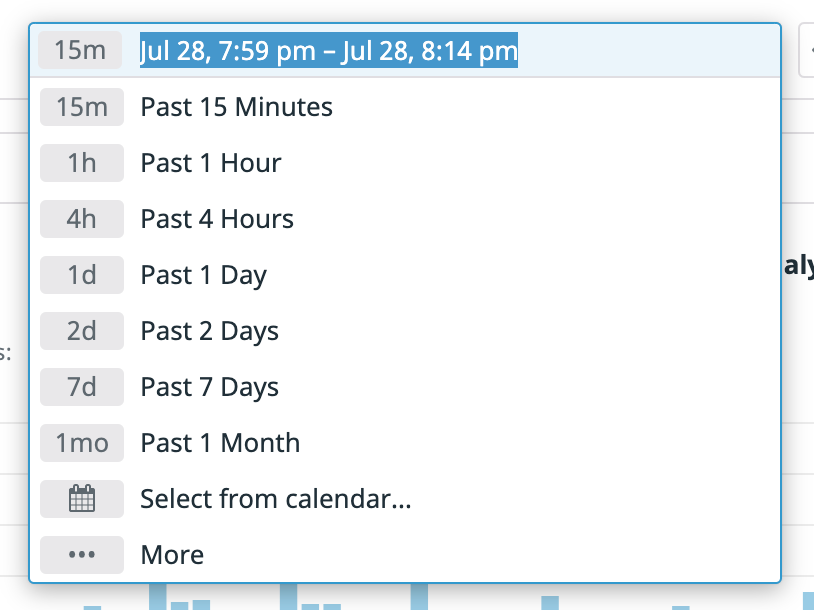 15m Jul 28, 7:59 pm – Jul 28, 8:14 pm
15m Past 15 Minutes
1h Past 1 Hour
4h Past 4 Hours
1d Past 1 Day
2d Past 2 Days
s:
7d Past 7 Days
1mo Past 1 Month
Select from calendar...
More